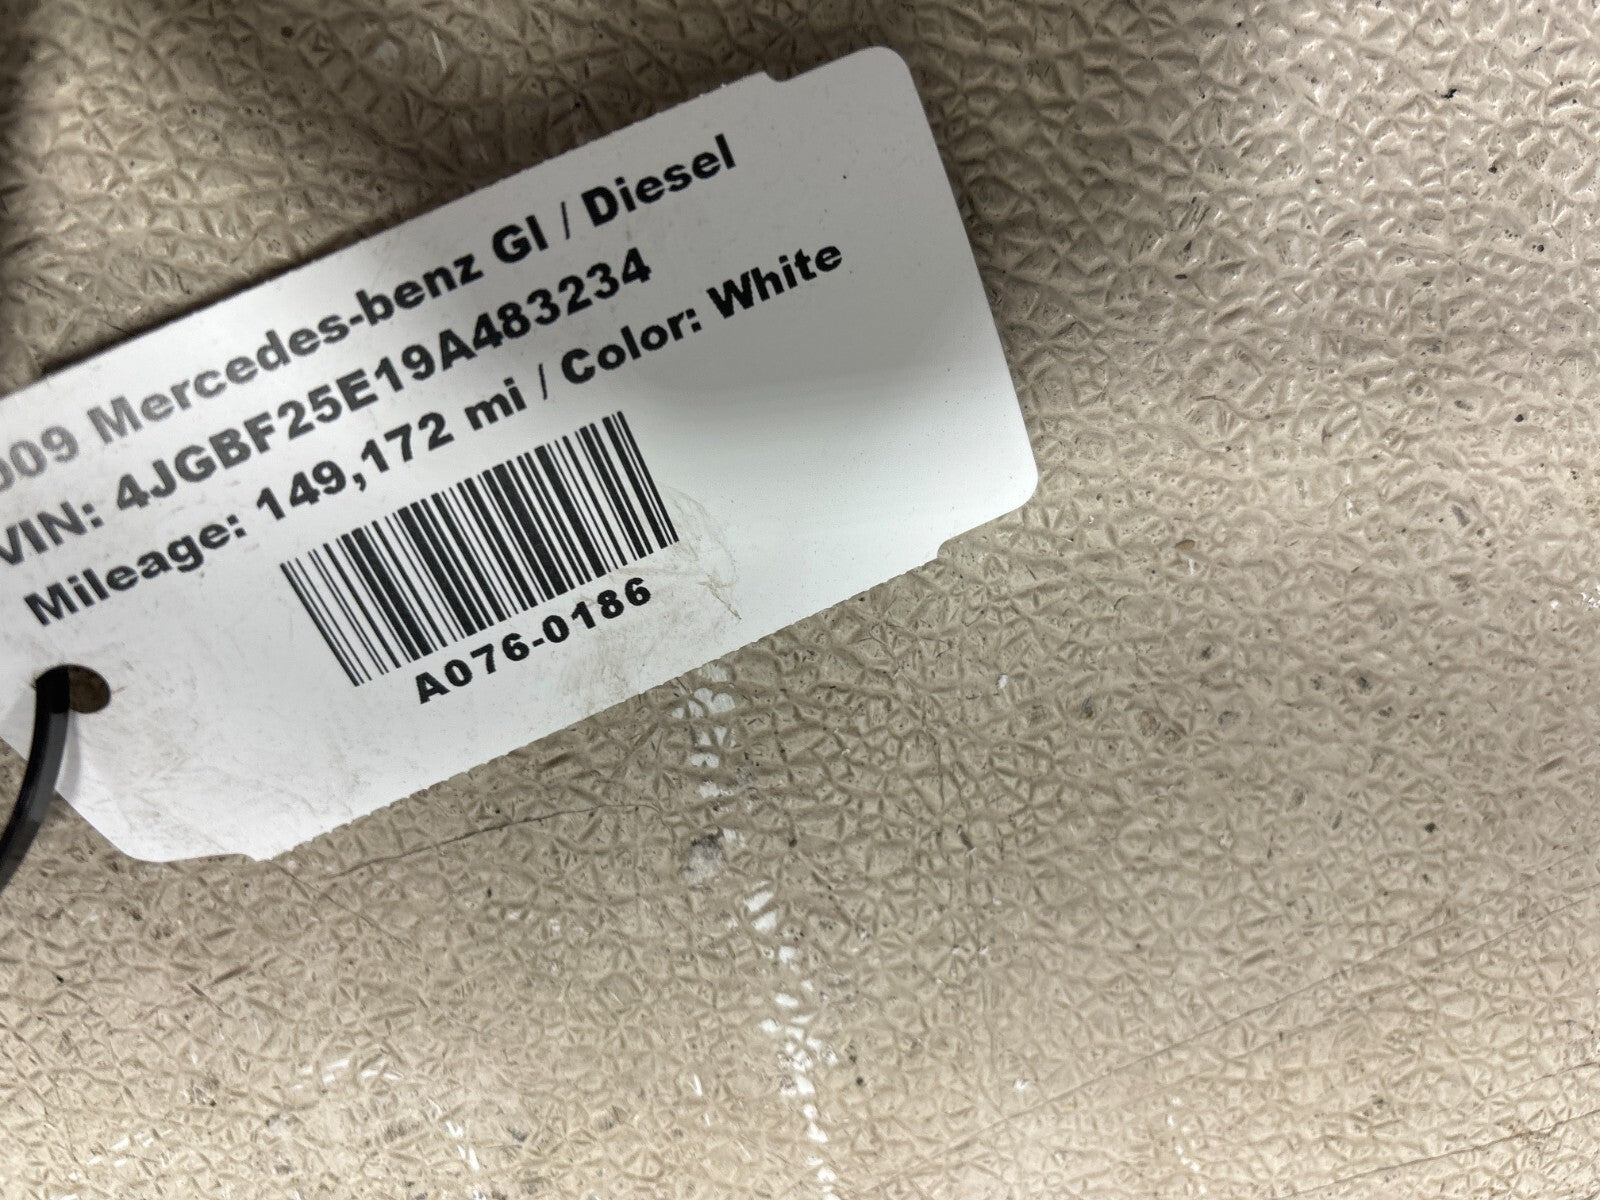 009 Mercedes-benz Gl / Diesel
VIN: 4JGBF25E19A483234
Mileage: 149,172 mi / Color: White
A076-0186